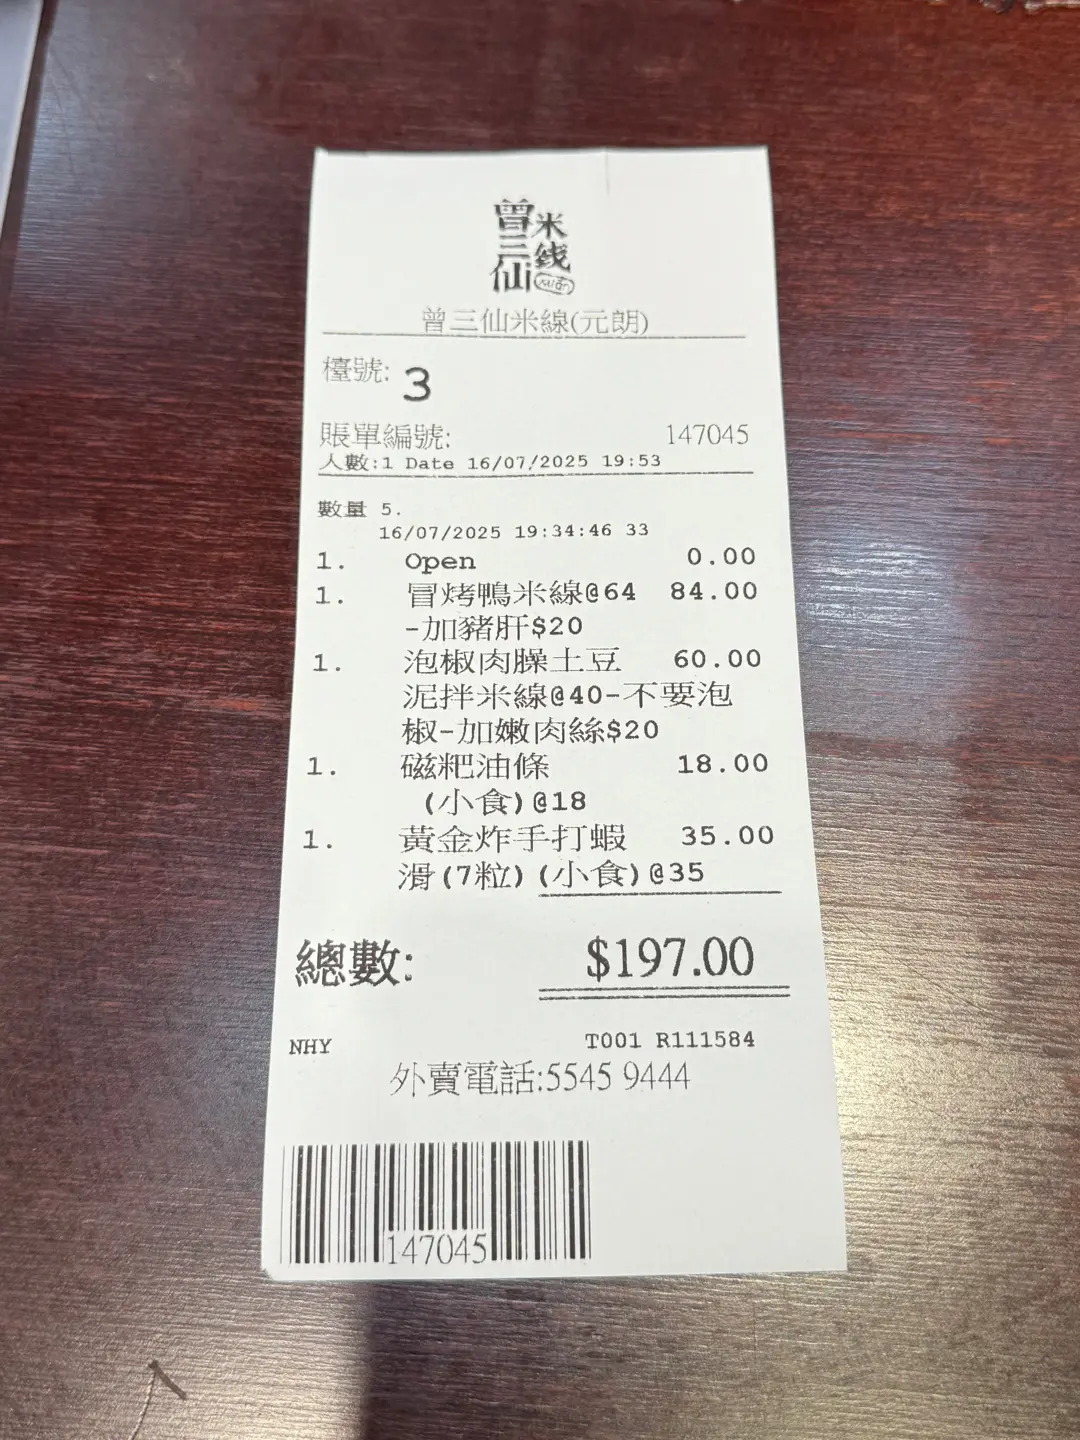 曾三仙
米线
曾三仙米線(元朗)
檯號: 3
賬單編號: 147045
人數:1 Date 16/07/2025 19:53
數量 5.
16/07/2025 19:34:46 33
1. Open 0.00
1. 冒烤鴨米線@64 84.00
-加豬肝$20
1. 泡椒肉臊土豆 60.00
泥拌米線@40-不要泡
椒-加嫩肉絲$20
1. 磁粑油條 18.00
(小食)@18
1. 黃金炸手打蝦 35.00
滑(7粒)(小食)@35
總數: $197.00
NHY T001 R111584
外賣電話:5545 9444
147045